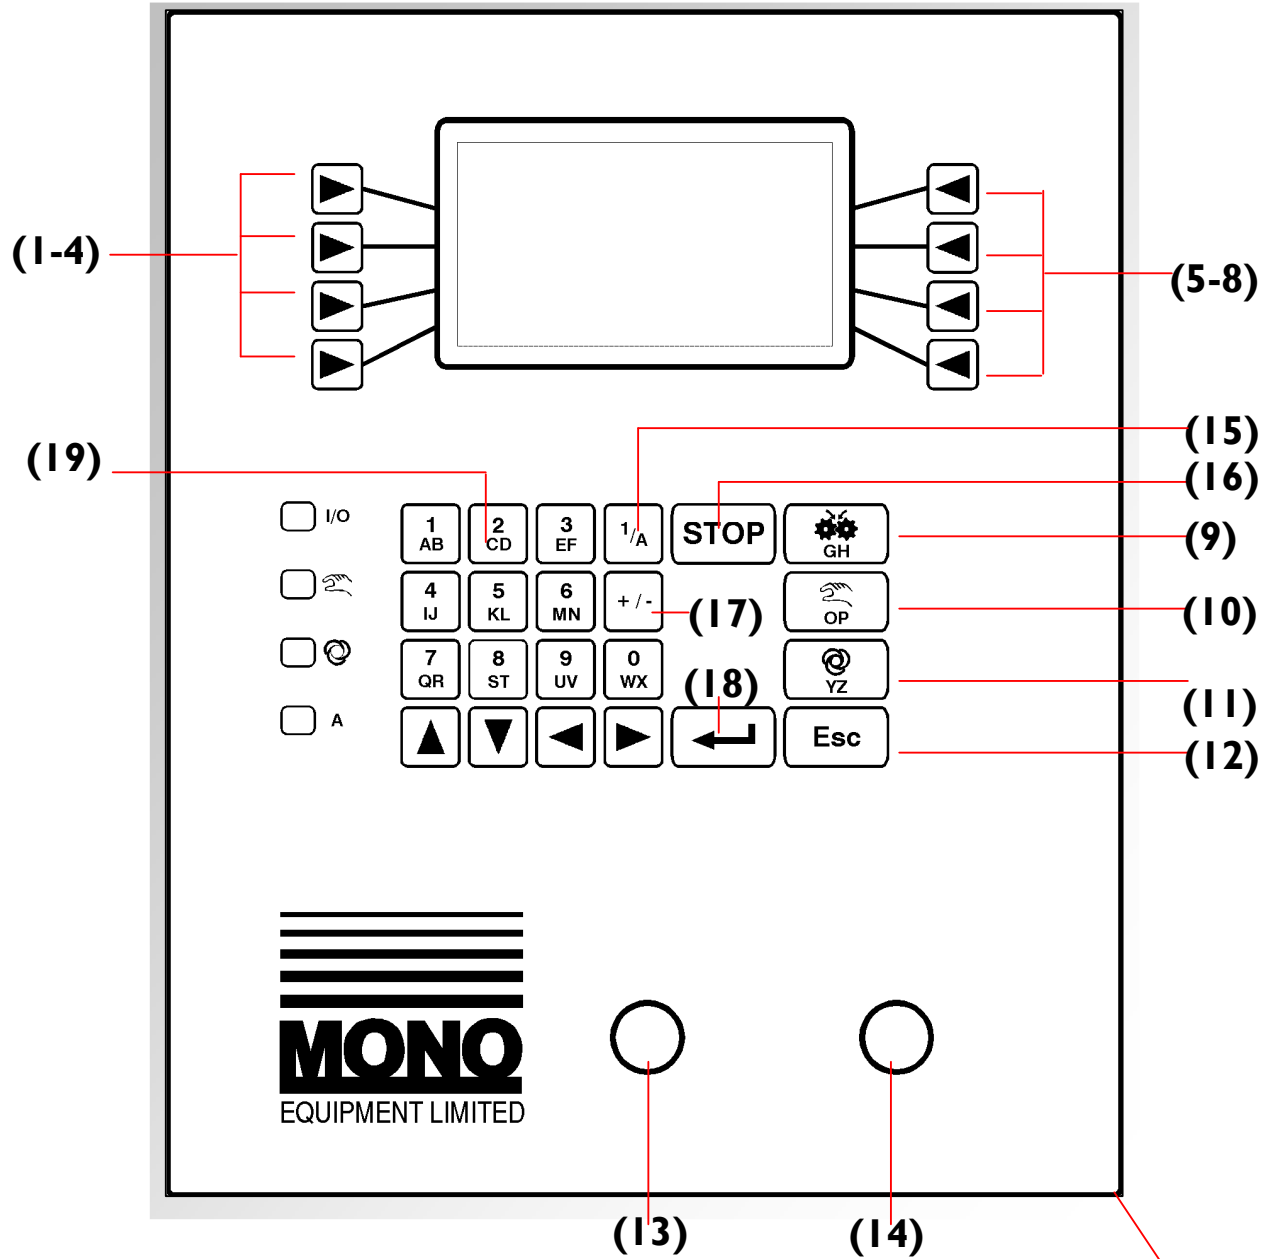 (1-4)
(5-8)
(15)
(19)
(16)
I/O
1 2 3 1/A STOP
AB CD EF GH
(9)
4 5 6 +/-
IJ KL MN OP
(17)
(10)
7 8 9 0
QR ST UV WX YZ
(18)
(11)
A
Esc
(12)
MONO
EQUIPMENT LIMITED
(13)
(14)